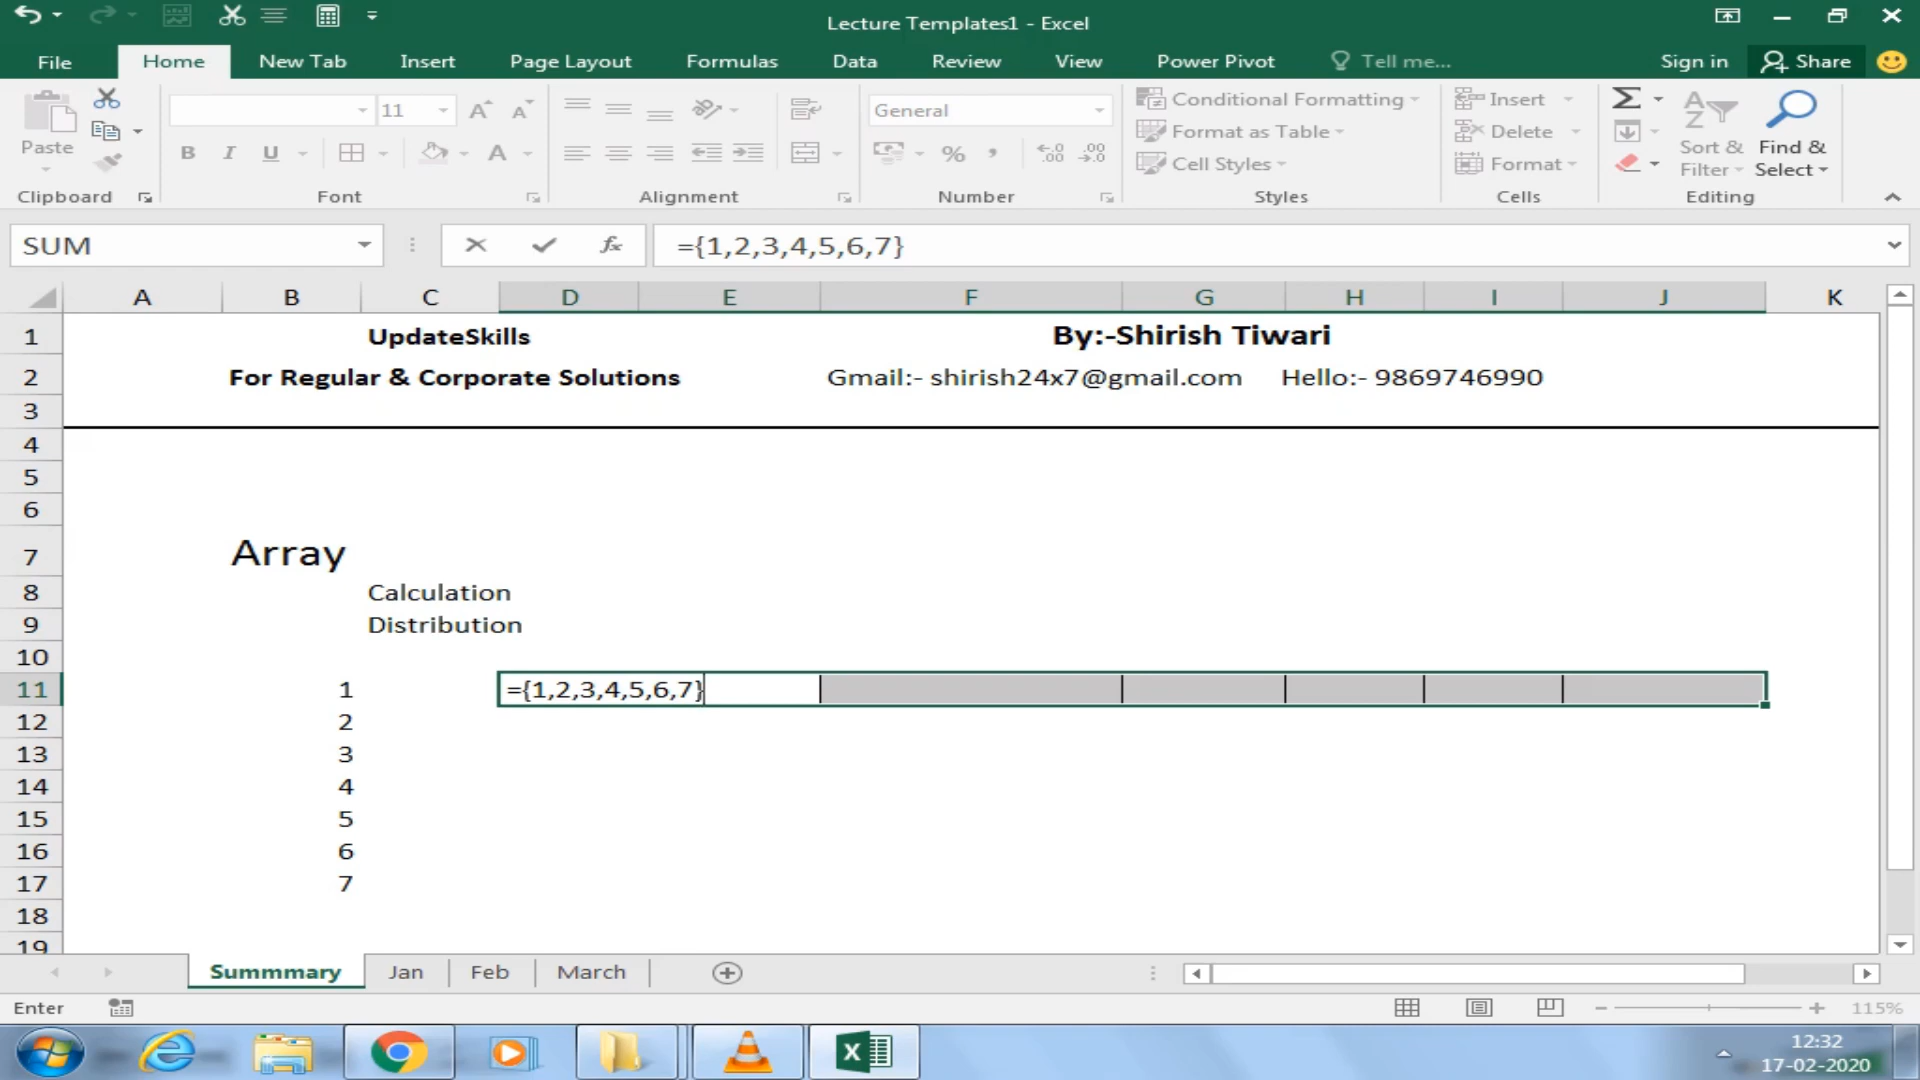 Lecture Templates1 - Excel
File Home New Tab Insert Page Layout Formulas Data Review View Power Pivot Tell me... Sign in Share
Paste
Clipboard
11
B I U A
Font
Alignment
General
% ,
Number
Conditional Formatting
Format as Table
Cell Styles
Styles
Insert
Delete
Format
Cells
Sort & Filter
Find & Select
Editing
SUM fx ={1,2,3,4,5,6,7}
A B C D E F G H I J K
1 UpdateSkills By:-Shirish Tiwari
2 For Regular & Corporate Solutions Gmail:- shirish24x7@gmail.com Hello:- 9869746990
3
4
5
6
7 Array
8 Calculation
9 Distribution
10
11 1 ={1,2,3,4,5,6,7}
12 2
13 3
14 4
15 5
16 6
17 7
18
19
Summmary Jan Feb March
Enter 115%
12:32
17-02-2020